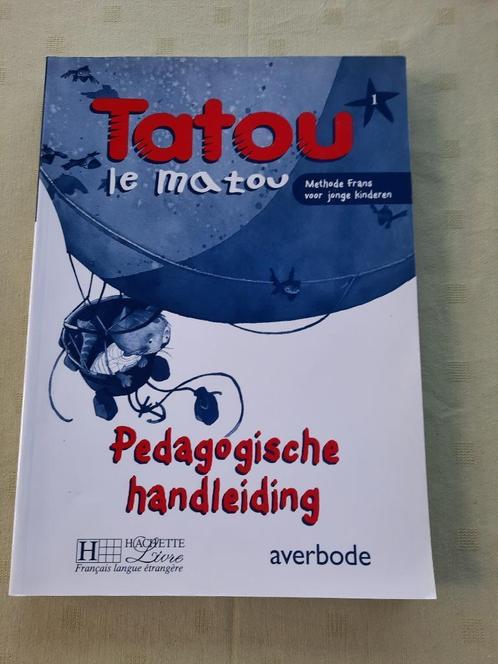 Tatou
1
le matou
Methode Frans
voor jonge kinderen
Pedagogische
handleiding
H HACHETTE
Livre
Français langue étrangère
averbode